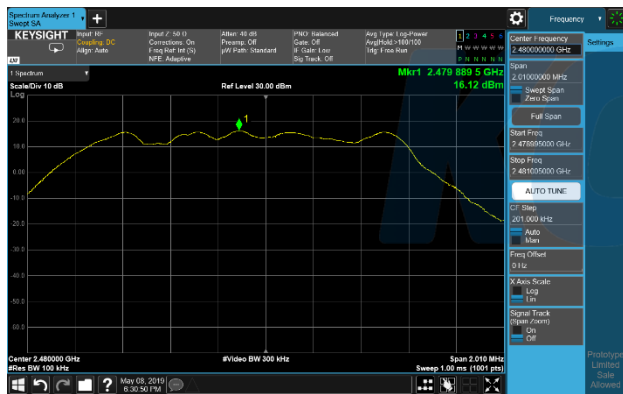 Spectrum Analyzer 1
Swept SA
+
Frequency
KEYSIGHT
Input: RF
Coupling: DC
Align: Auto
Input Z: 50 Ω
Corrections: On
Freq Ref: Int (S)
NFE: Adaptive
Atten: 40 dB
Preamp: Off
µW Path: Standard
PNO: Balanced
Gate: Off
IF Gain: Low
Sig Track: Off
Avg Type: Log-Power
Avg|Hold:>100/100
Trig: Free Run
1 2 3 4 5 6
M W W W W W
P N N N N N
Center Frequency
2.480000000 GHz
Settings
Span
2.01000000 MHz
Swept Span
Zero Span
Full Span
Start Freq
2.478995000 GHz
Stop Freq
2.481005000 GHz
AUTO TUNE
CF Step
201.000 kHz
Auto
Man
Freq Offset
0 Hz
X Axis Scale
Log
Lin
Signal Track
(Span Zoom)
On
Off
1 Spectrum
Scale/Div 10 dB
Ref Level 30.00 dBm
Mkr1 2.479 889 5 GHz
16.12 dBm
Log
1
20.0
10.0
0.00
-10.0
-20.0
-30.0
-40.0
-50.0
-60.0
Center 2.480000 GHz
#Res BW 100 kHz
#Video BW 300 kHz
Span 2.010 MHz
Sweep 1.00 ms (1001 pts)
May 08, 2019
6:30:50 PM
?
Prototype
Limited
Sale
Allowed